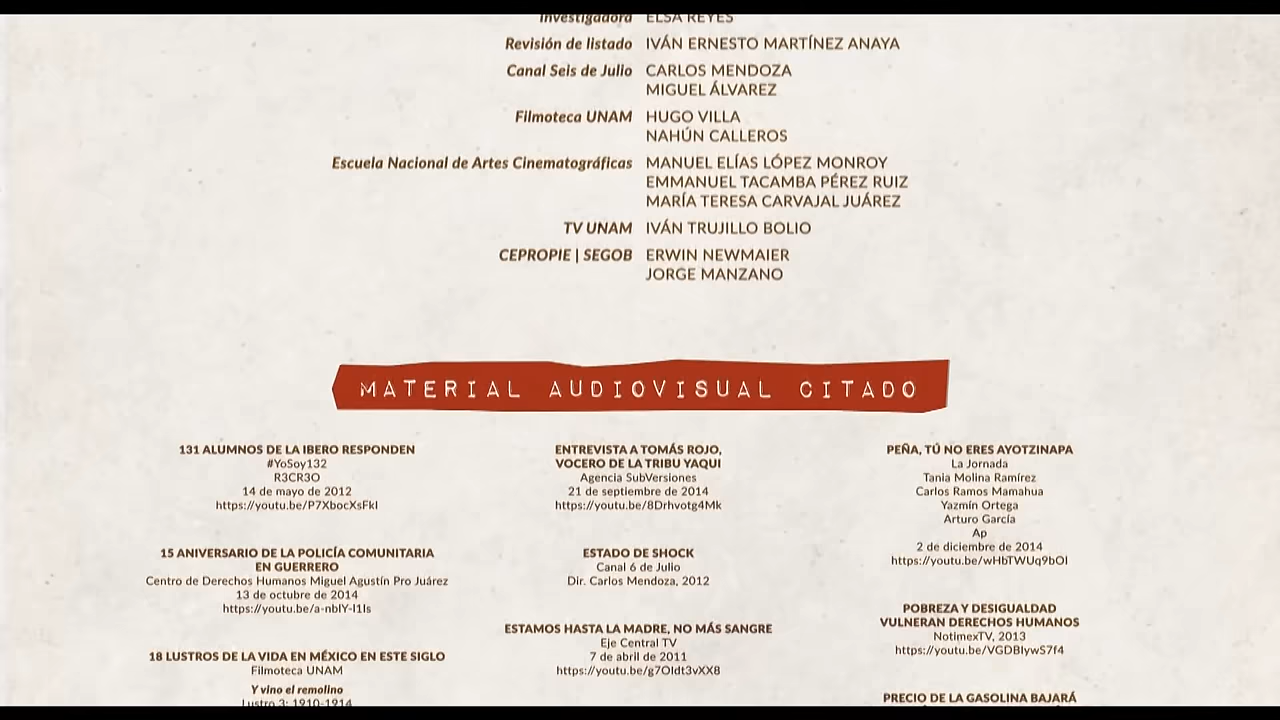 Investigadora ELSA REYES
Revisión de listado IVÁN ERNESTO MARTÍNEZ ANAYA
Canal Seis de Julio CARLOS MENDOZA
MIGUEL ÁLVAREZ
Filmoteca UNAM HUGO VILLA
NAHÚN CALLEROS
Escuela Nacional de Artes Cinematográficas MANUEL ELÍAS LÓPEZ MONROY
EMMANUEL TACAMBA PÉREZ RUIZ
MARÍA TERESA CARVAJAL JUÁREZ
TV UNAM IVÁN TRUJILLO BOLIO
CEPROPIE | SEGOB ERWIN NEWMAIER
JORGE MANZANO
MATERIAL AUDIOVISUAL CITADO
131 ALUMNOS DE LA IBERO RESPONDEN
#YoSoy132
R3CR3O
14 de mayo de 2012
https://youtu.be/P7XbocXsFkI
15 ANIVERSARIO DE LA POLICÍA COMUNITARIA
EN GUERRERO
Centro de Derechos Humanos Miguel Agustín Pro Juárez
13 de octubre de 2014
https://youtu.be/a-nbIY-I1Is
18 LUSTROS DE LA VIDA EN MÉXICO EN ESTE SIGLO
Filmoteca UNAM
Y vino el remolino
Lustro 3: 1910-1914
ENTREVISTA A TOMÁS ROJO,
VOCERO DE LA TRIBU YAQUI
Agencia SubVersiones
21 de septiembre de 2014
https://youtu.be/8Drhvotg4Mk
ESTADO DE SHOCK
Canal 6 de Julio
Dir. Carlos Mendoza, 2012
ESTAMOS HASTA LA MADRE, NO MÁS SANGRE
Eje Central TV
7 de abril de 2011
https://youtu.be/g7OIdt3vXX8
PEÑA, TÚ NO ERES AYOTZINAPA
La Jornada
Tania Molina Ramírez
Carlos Ramos Mamahua
Yazmín Ortega
Arturo García
Ap
2 de diciembre de 2014
https://youtu.be/wHbTWUq9bOI
POBREZA Y DESIGUALDAD
VULNERAN DERECHOS HUMANOS
NotimexTV, 2013
https://youtu.be/VGDBIywS7f4
PRECIO DE LA GASOLINA BAJARÁ